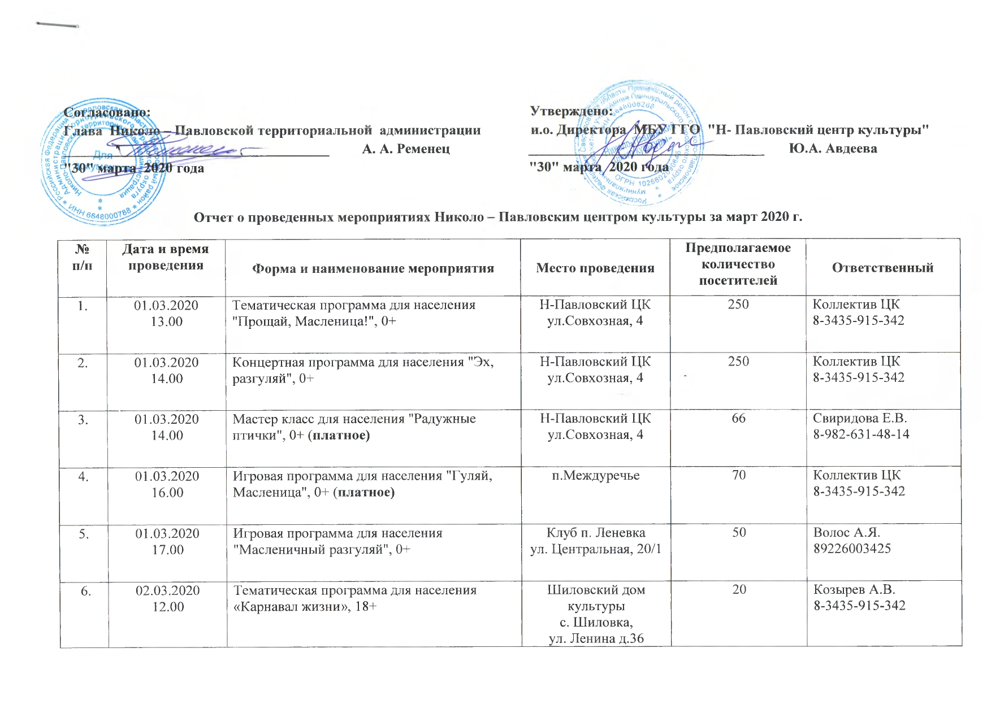 Согласовано:
Глава Николо – Павловской территориальной администрации
А. А. Ременец
"30" марта 2020 года
Утверждено:
и.о. Директора МБУ ГГО "Н- Павловский центр культуры"
Ю.А. Авдеева
"30" марта 2020 года
Для
ИНН 6648000788
ОГРН
Отчет о проведенных мероприятиях Николо – Павловским центром культуры за март 2020 г.
№
п/п
Дата и время
проведения
Форма и наименование мероприятия
Место проведения
Предполагаемое
количество
посетителей
Ответственный
1.
01.03.2020
13.00
Тематическая программа для населения
"Прощай, Масленица!", 0+
Н-Павловский ЦК
ул.Совхозная, 4
250
Коллектив ЦК
8-3435-915-342
2.
01.03.2020
14.00
Концертная программа для населения "Эх,
разгуляй", 0+
Н-Павловский ЦК
ул.Совхозная, 4
250
Коллектив ЦК
8-3435-915-342
3.
01.03.2020
14.00
Мастер класс для населения "Радужные
птички", 0+ (платное)
Н-Павловский ЦК
ул.Совхозная, 4
66
Свиридова Е.В.
8-982-631-48-14
4.
01.03.2020
16.00
Игровая программа для населения "Гуляй,
Масленица", 0+ (платное)
п.Междуречье
70
Коллектив ЦК
8-3435-915-342
5.
01.03.2020
17.00
Игровая программа для населения
"Масленичный разгуляй", 0+
Клуб п. Леневка
ул. Центральная, 20/1
50
Волос А.Я.
89226003425
6.
02.03.2020
12.00
Тематическая программа для населения
«Карнавал жизни», 18+
Шиловский дом
культуры
с. Шиловка,
ул. Ленина д.36
20
Козырев А.В.
8-3435-915-342